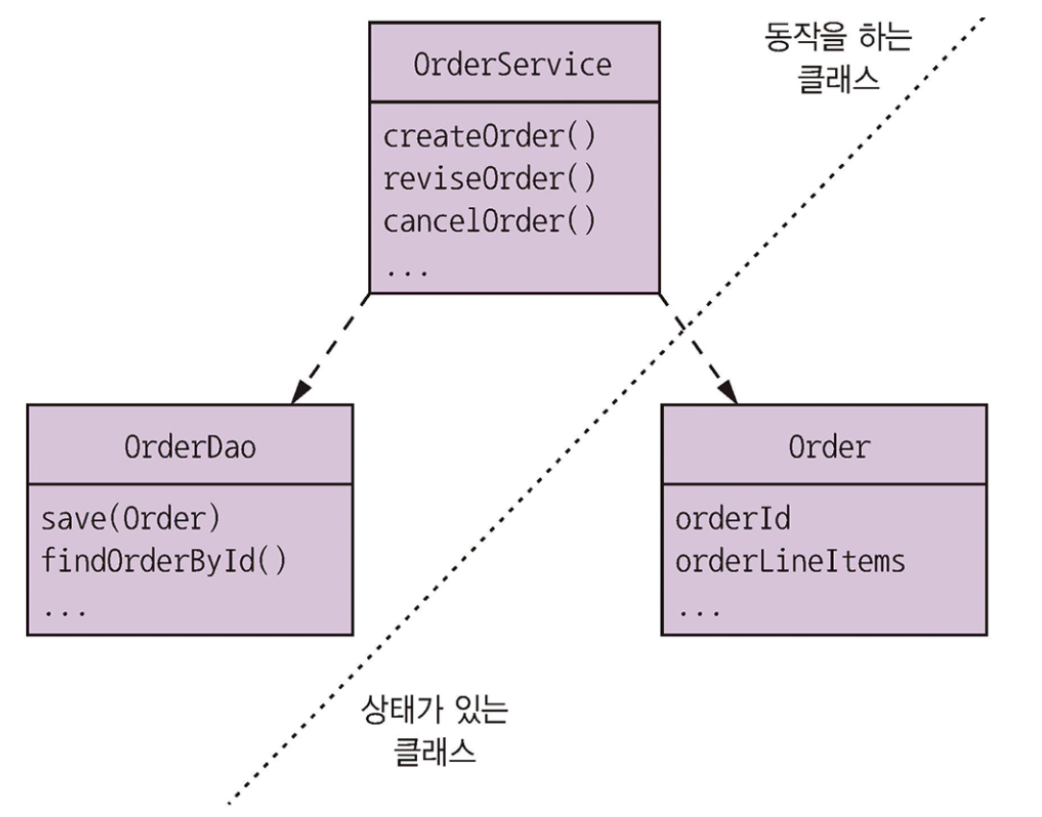 동작을 하는
클래스
OrderService
createOrder()
reviseOrder()
cancelOrder()
...
OrderDao
save(Order)
findOrderById()
...
Order
orderId
orderLineItems
...
상태가 있는
클래스